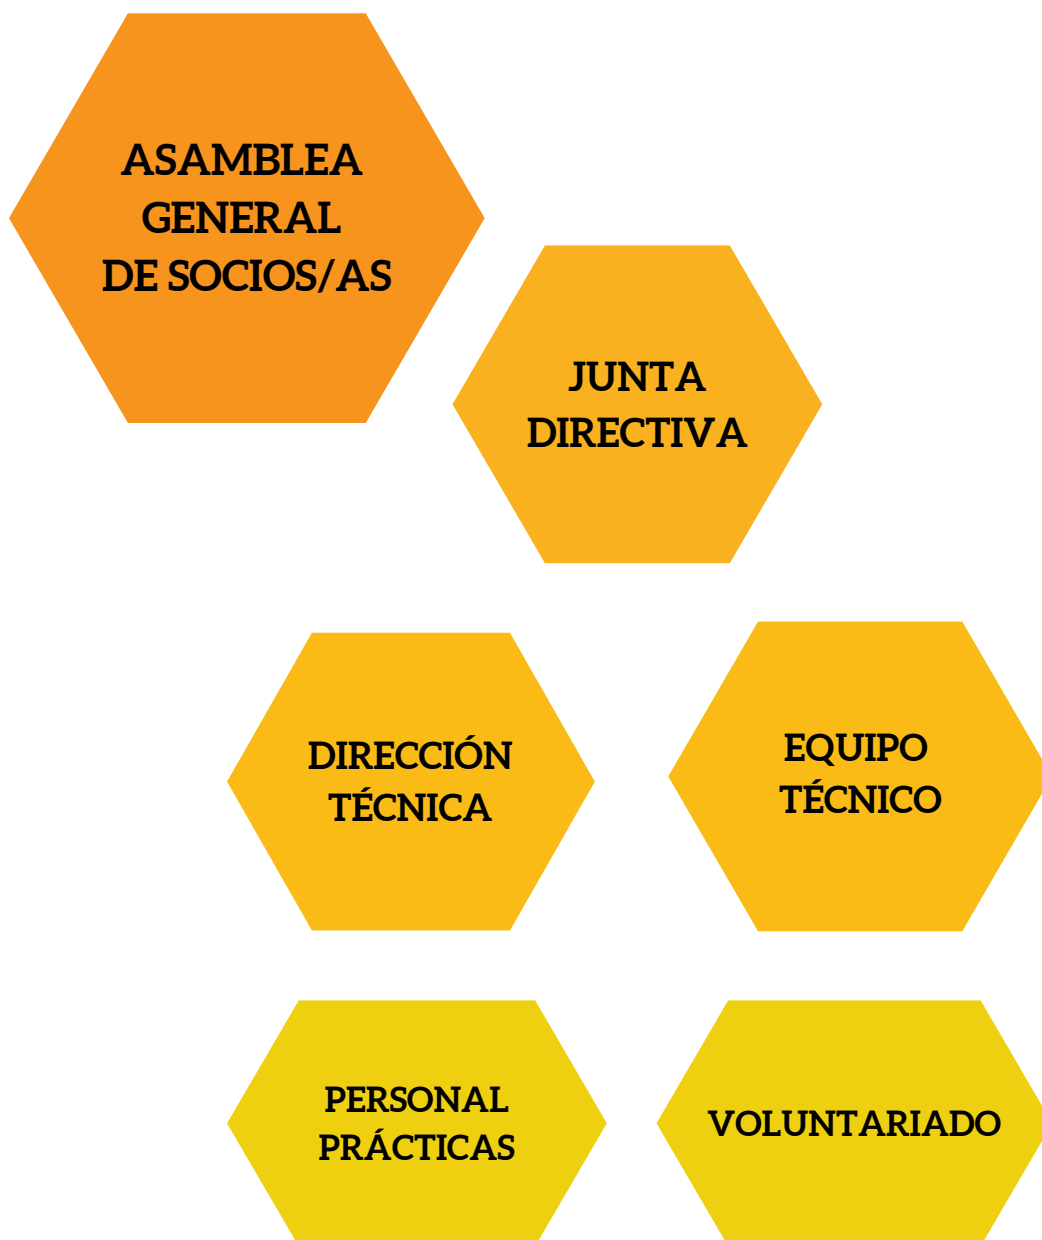 ASAMBLEA
GENERAL
DE SOCIOS/AS
JUNTA
DIRECTIVA
DIRECCIÓN
TÉCNICA
EQUIPO
TÉCNICO
PERSONAL
PRÁCTICAS
VOLUNTARIADO